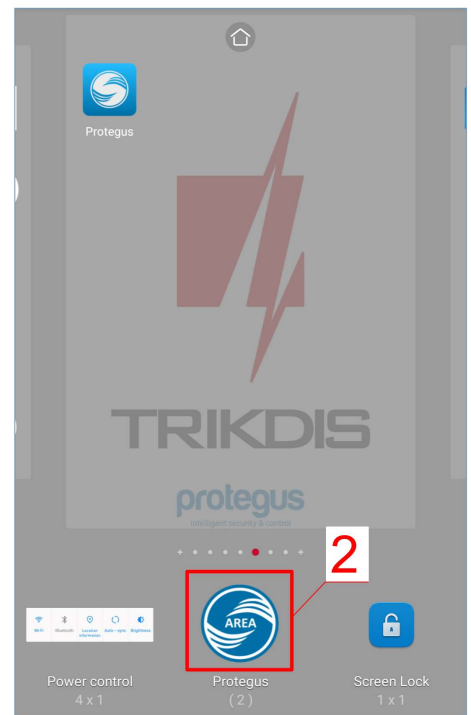 Protegus
TRIKDIS
protegus
intelligent security & control
2
AREA
Wi-Fi
Bluetooth
Location information
Auto-sync
Brightness
Power control
4 x 1
Protegus
(2)
Screen Lock
1 x 1